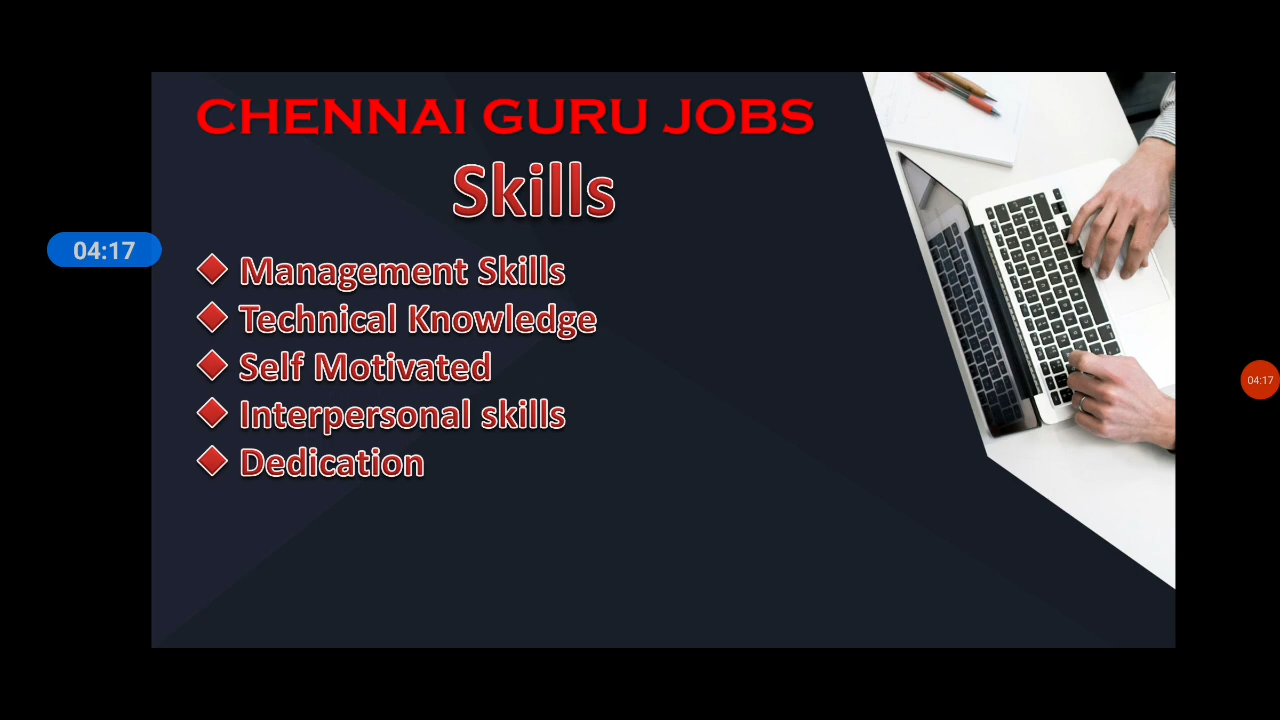 CHENNAI GURU JOBS
Skills
04:17
Management Skills
Technical Knowledge
Self Motivated
Interpersonal skills
Dedication
04:17